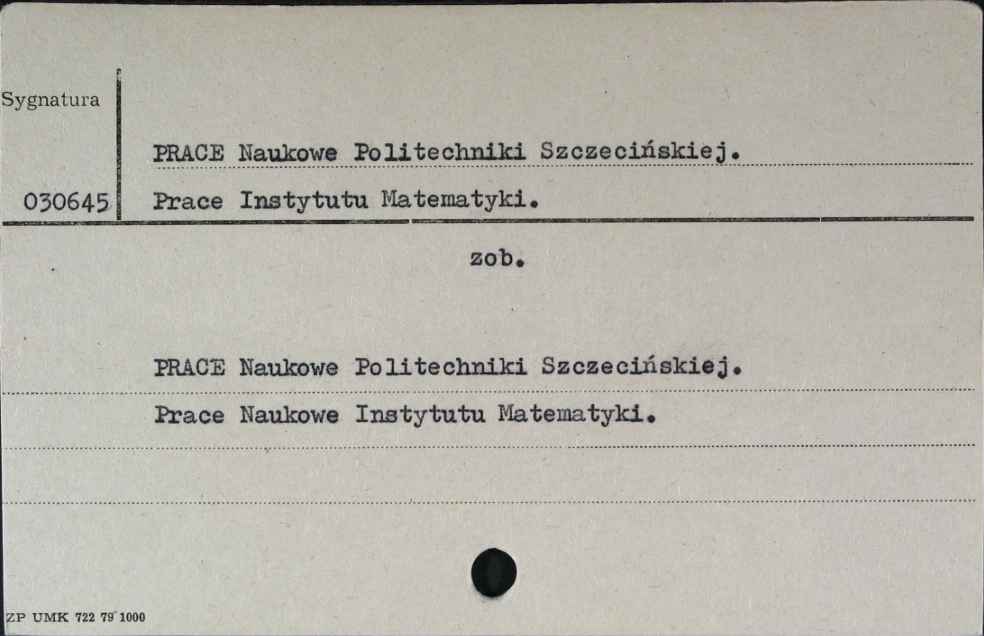 Sygnatura
PRACE Naukowe Politechniki Szczecińskiej.
030645 Prace Instytutu Matematyki.
zob.
PRACE Naukowe Politechniki Szczecińskiej.
Prace Naukowe Instytutu Matematyki.
ZP UMK 722 79 1000